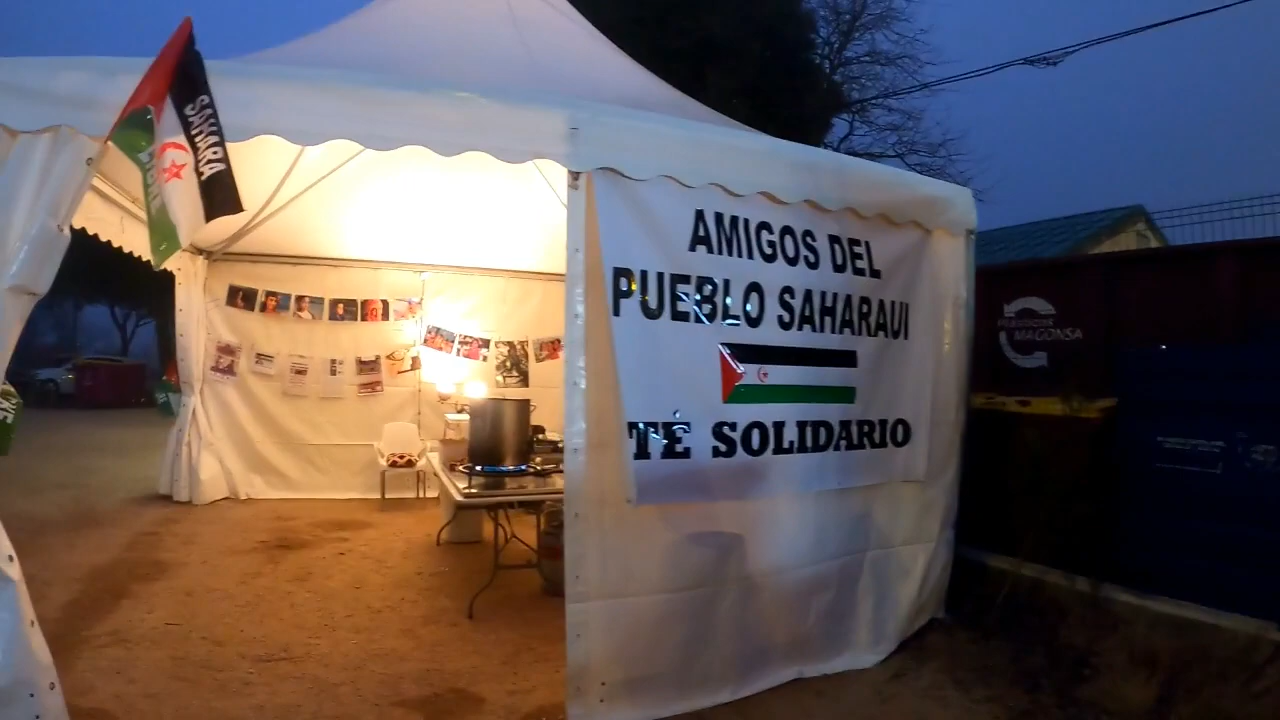 SAHARA
AMIGOS DEL
PUEBLO SAHARAUI
TÉ SOLIDARIO
MAGONSA